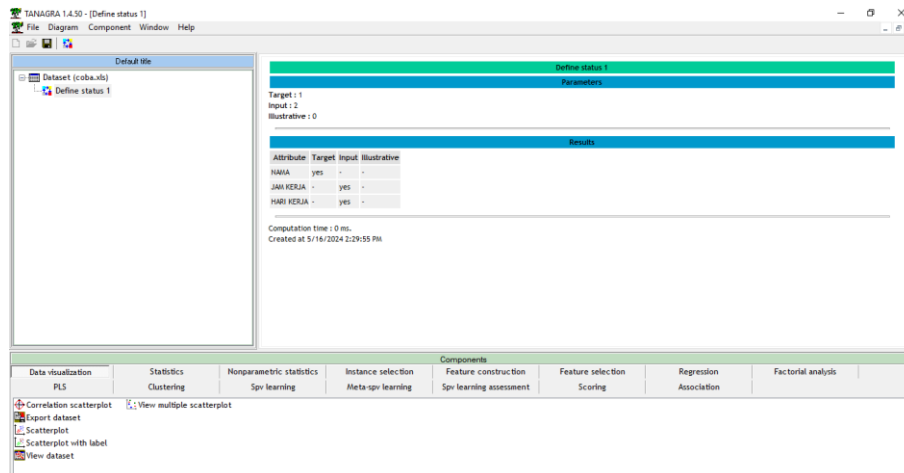 TANAGRA 1.4.50 - [Define status 1]
File Diagram Component Window Help
Default title
Dataset (coba.xls)
Define status 1
Define status 1
Parameters
Target : 1
Input : 2
Illustrative : 0
Results
Attribute Target Input Illustrative
NAMA yes - -
JAM KERJA - yes -
HARI KERJA - yes -
Computation time : 0 ms.
Created at 5/16/2024 2:29:55 PM
Components
Data visualization Statistics Nonparametric statistics Instance selection Feature construction Feature selection Regression Factorial analysis
PLS Clustering Spv learning Meta-spv learning Spv learning assessment Scoring Association
Correlation scatterplot View multiple scatterplot
Export dataset
Scatterplot
Scatterplot with label
View dataset